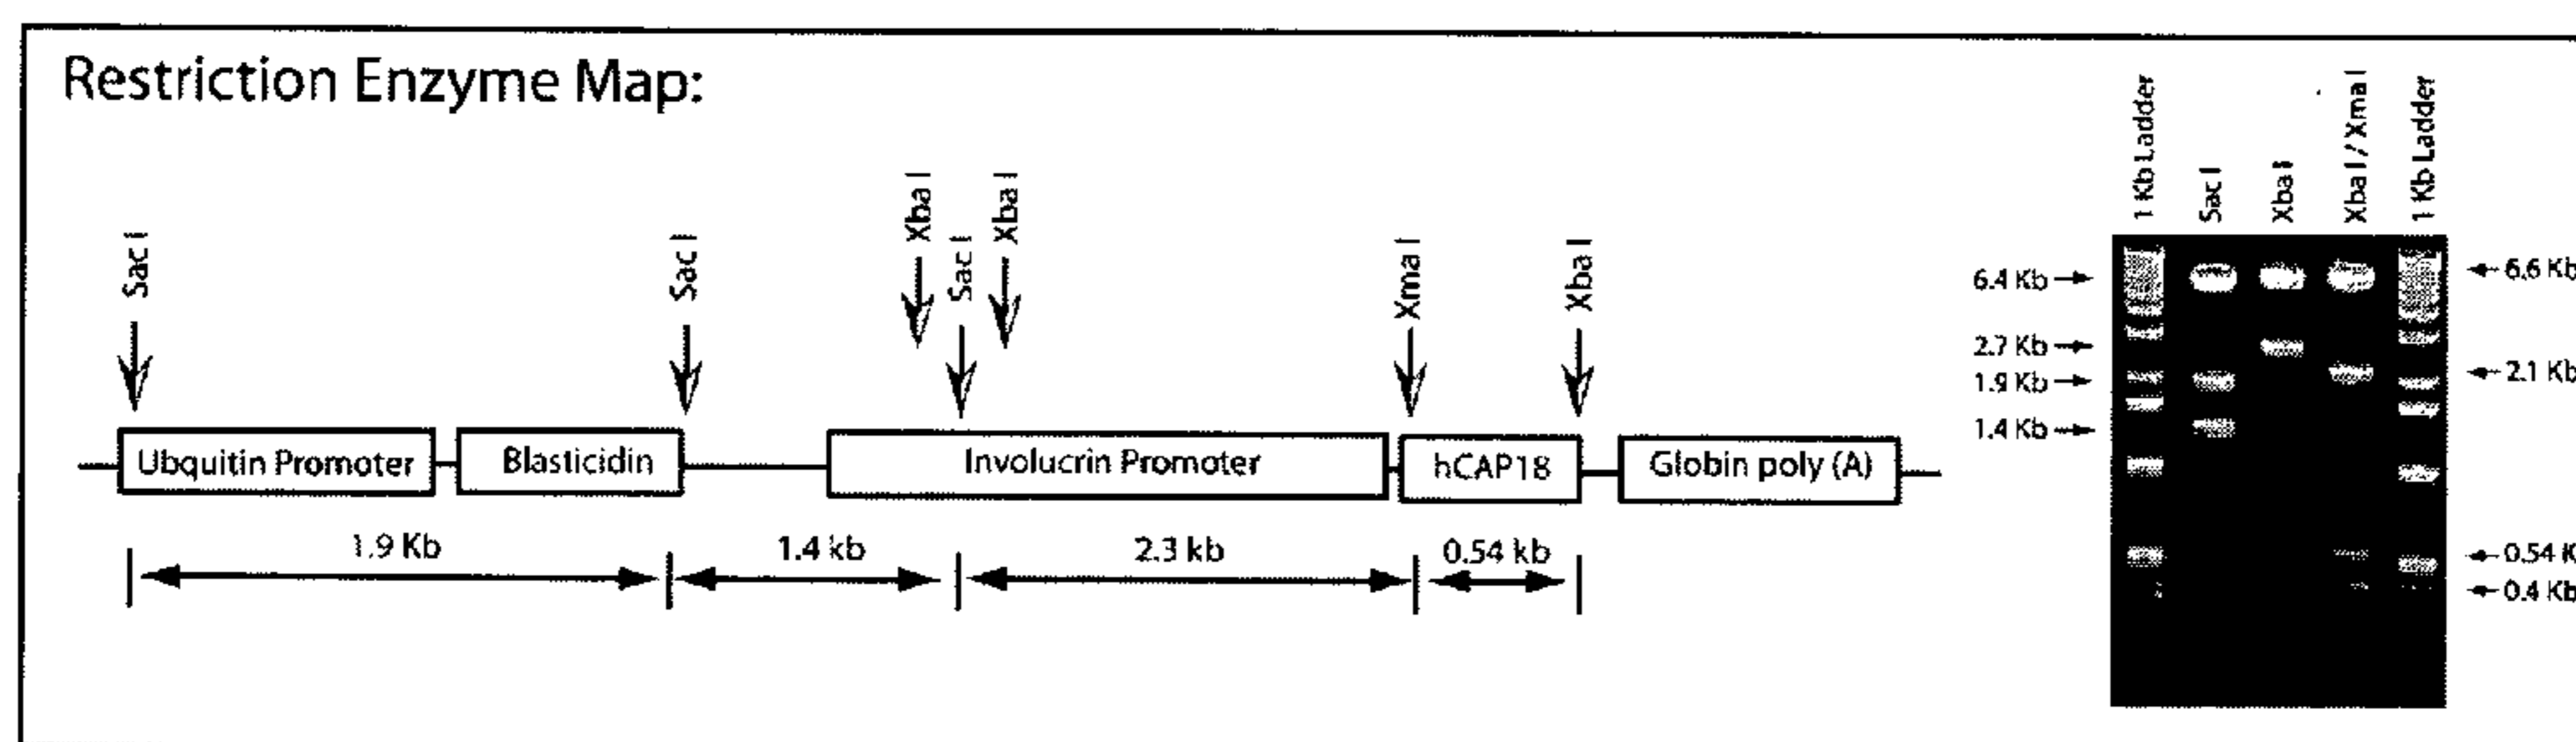 Restriction Enzyme Map:
Sac I
Sac I
Xba I
Sac I
Xba I
Xma I
Xba I
Ubquitin Promoter
Blasticidin
Involucrin Promoter
hCAP18
Globin poly (A)
1.9 Kb
1.4 kb
2.3 kb
0.54 kb
1 Kb Ladder
Sac I
Xba I
Xba I / Xma I
1 Kb Ladder
6.4 Kb
2.7 Kb
1.9 Kb
1.4 Kb
6.6 Kb
2.1 Kb
0.54 K
0.4 Kb